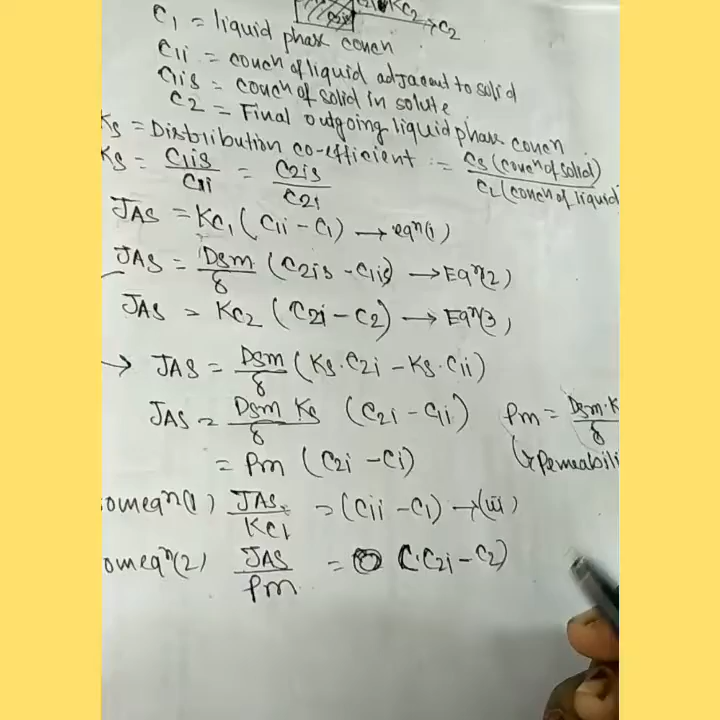 C2is KC2 → C2
C1 = liquid phase concn
C1i = concn of liquid adjacent to solid
C1is = concn of solid in solute
C2 = Final outgoing liquid phase concn
Ks = Distribution co-efficient := Cs (concn of solid) / CL (concn of liquid
Ks = C1is / C1i = C2is / C2i
JAS = KC1 (C1i - C1) → eqn(1)
JAS = Dsm / δ (C2is - C1is) → Eqn(2)
JAS = KC2 (C2i - C2) → Eqn(3)
→ JAS = Dsm / δ (Ks. C2i - Ks. C1i)
JAS = Dsm Ks / δ (C2i - C1i) Pm = Dsm.K / δ
= Pm (C2i - Ci) (↳ Permeabili
omeqn(1) JAS / KC1 = (C1i - C1) → (iii)
omeqn(2) JAS / Pm = (C2i - C2)